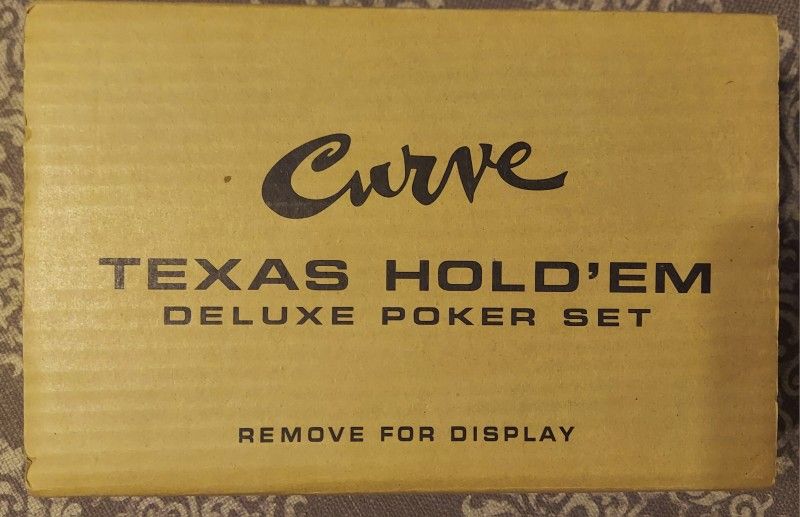 Curve
TEXAS HOLD'EM
DELUXE POKER SET
REMOVE FOR DISPLAY